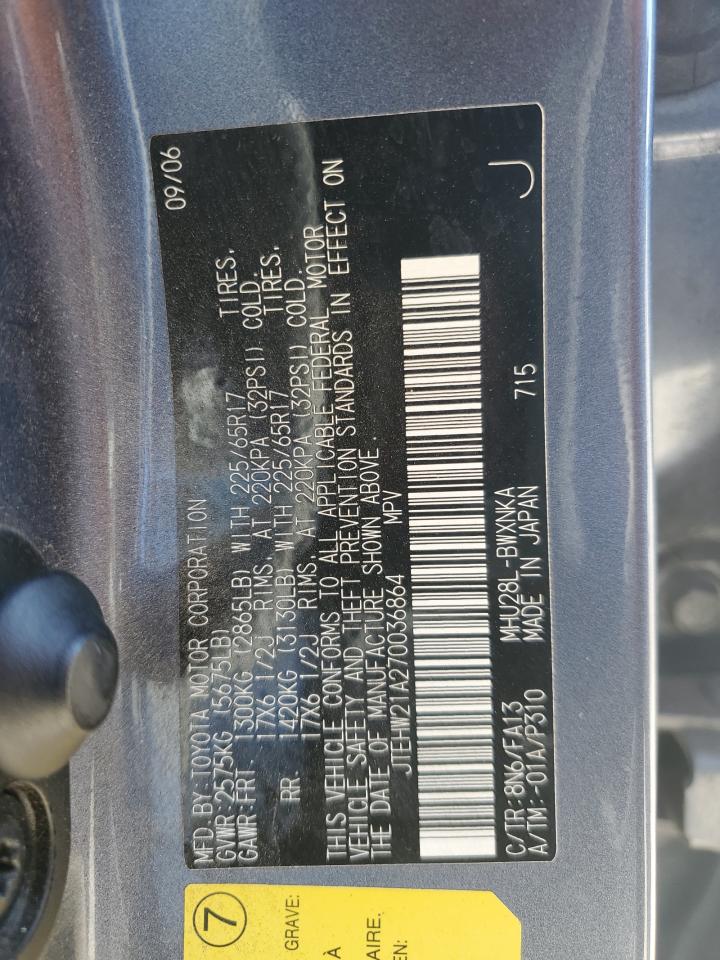 MFD.BY:TOYOTA MOTOR CORPORATION 09/06
GVWR:2575KG (5675LB)
GAWR:FRT. 1300KG (2865LB) WITH 225/65R17 TIRES,
17X6 1/2J RIMS, AT 220KPA (32PSI) COLD.
RR. 1420KG (3130LB) WITH 225/65R17 TIRES,
17X6 1/2J RIMS, AT 220KPA (32PSI) COLD.
THIS VEHICLE CONFORMS TO ALL APPLICABLE FEDERAL MOTOR
VEHICLE SAFETY AND THEFT PREVENTION STANDARDS IN EFFECT ON
THE DATE OF MANUFACTURE SHOWN ABOVE.
JTEHW21A270036864 MPV
C/TR:8N6/FA13 MHU28L-BWXNKA 715 J
A/TM:-01A/P310 MADE IN JAPAN
7
GRAVE:
À
AIRE.
EN: